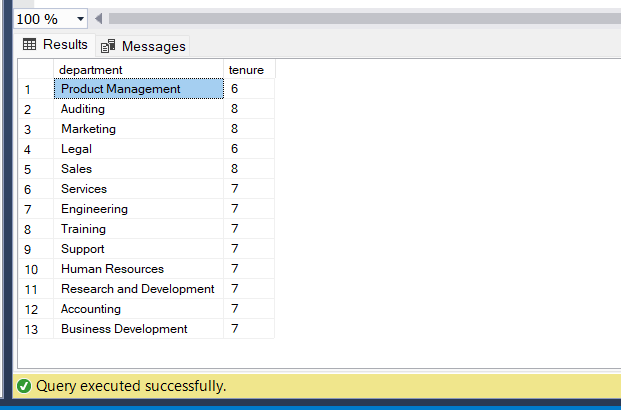 100 %
Results Messages
department tenure
1 Product Management 6
2 Auditing 8
3 Marketing 8
4 Legal 6
5 Sales 8
6 Services 7
7 Engineering 7
8 Training 7
9 Support 7
10 Human Resources 7
11 Research and Development 7
12 Accounting 7
13 Business Development 7
Query executed successfully.